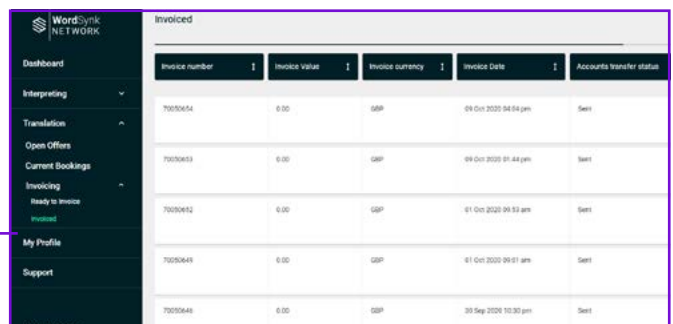 WordSynk
NETWORK
Dashboard
Interpreting
Translation
Open Offers
Current Bookings
Invoicing
Ready to Invoice
Invoiced
My Profile
Support
Invoiced
Invoice number Invoice Value Invoice currency Invoice Date Accounts transfer status
70050654 0.00 GBP 09 Oct 2020 04:04 pm Sent
70050653 0.00 GBP 09 Oct 2020 01:44 pm Sent
70050652 0.00 GBP 01 Oct 2020 09:53 am Sent
70050649 0.00 GBP 01 Oct 2020 09:01 am Sent
70050646 0.00 GBP 30 Sep 2020 10:30 pm Sent